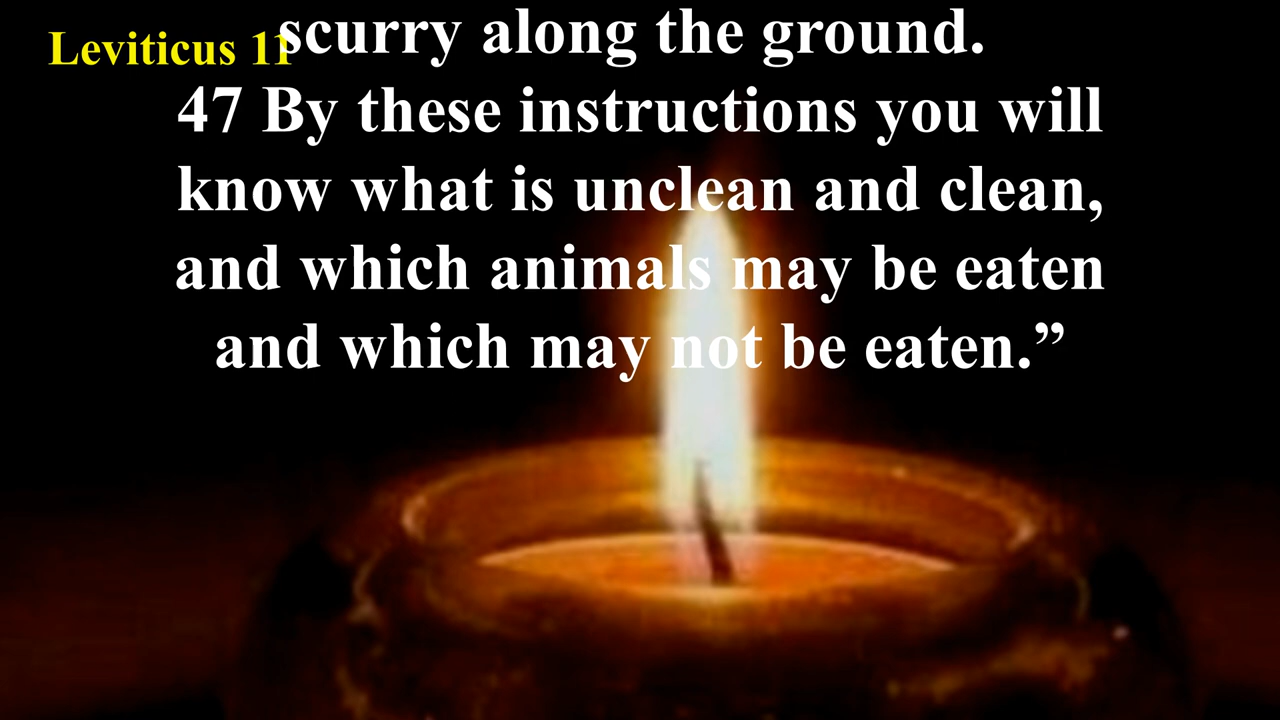 Leviticus 11
scurry along the ground.
47 By these instructions you will
know what is unclean and clean,
and which animals may be eaten
and which may not be eaten.”